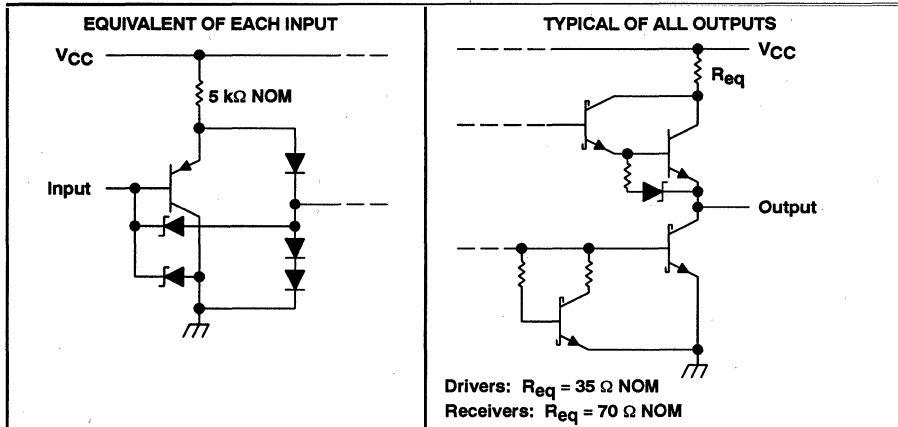 EQUIVALENT OF EACH INPUT
VCC
5 kΩ NOM
Input
TYPICAL OF ALL OUTPUTS
VCC
Req
Output
Drivers: Req = 35 Ω NOM
Receivers: Req = 70 Ω NOM